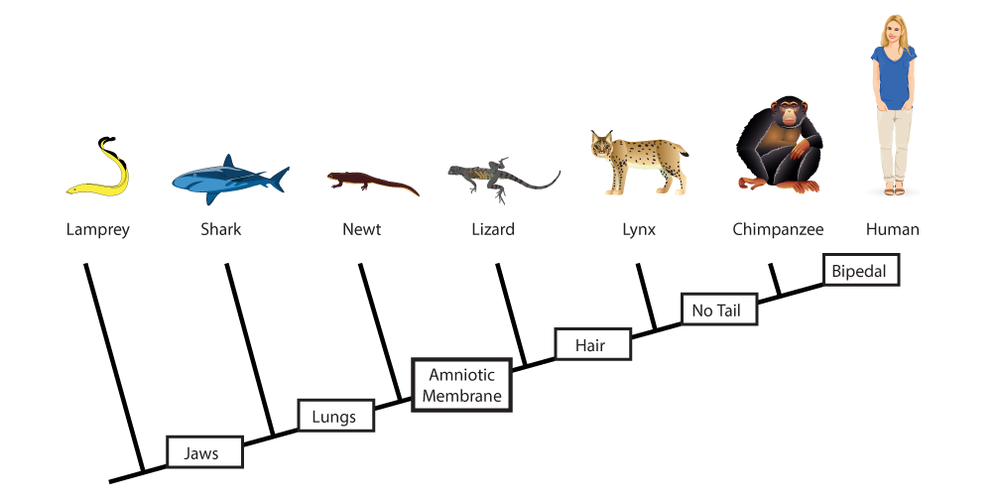 Lamprey
Shark
Newt
Lizard
Lynx
Chimpanzee
Human
Bipedal
No Tail
Hair
Amniotic
Membrane
Lungs
Jaws